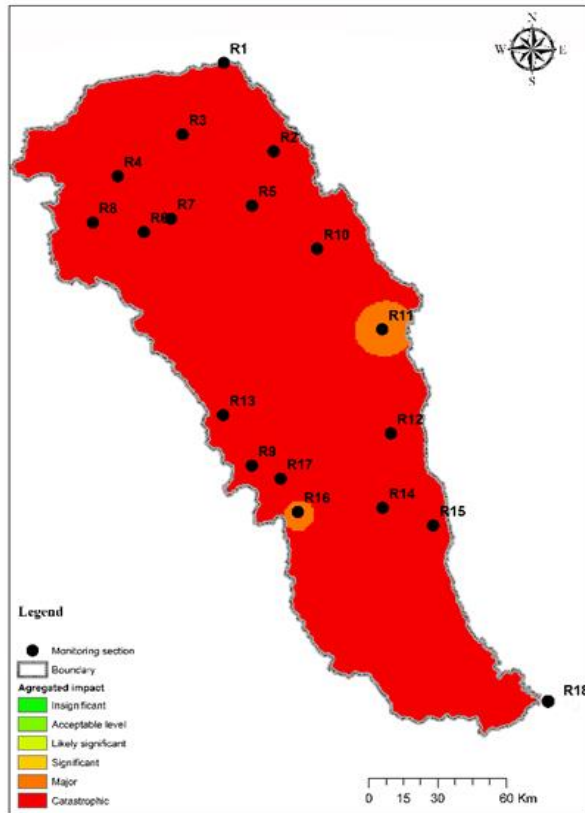 N
W E
S
R1
R3
R2
R4
R5
R7
R8
R6
R10
R11
R13
R12
R9
R17
R16
R14
R15
R18
Legend
Monitoring section
Boundary
Agregated impact
Insignificant
Acceptable level
Likely significant
Significant
Major
Catastrophic
0 15 30 60 Km